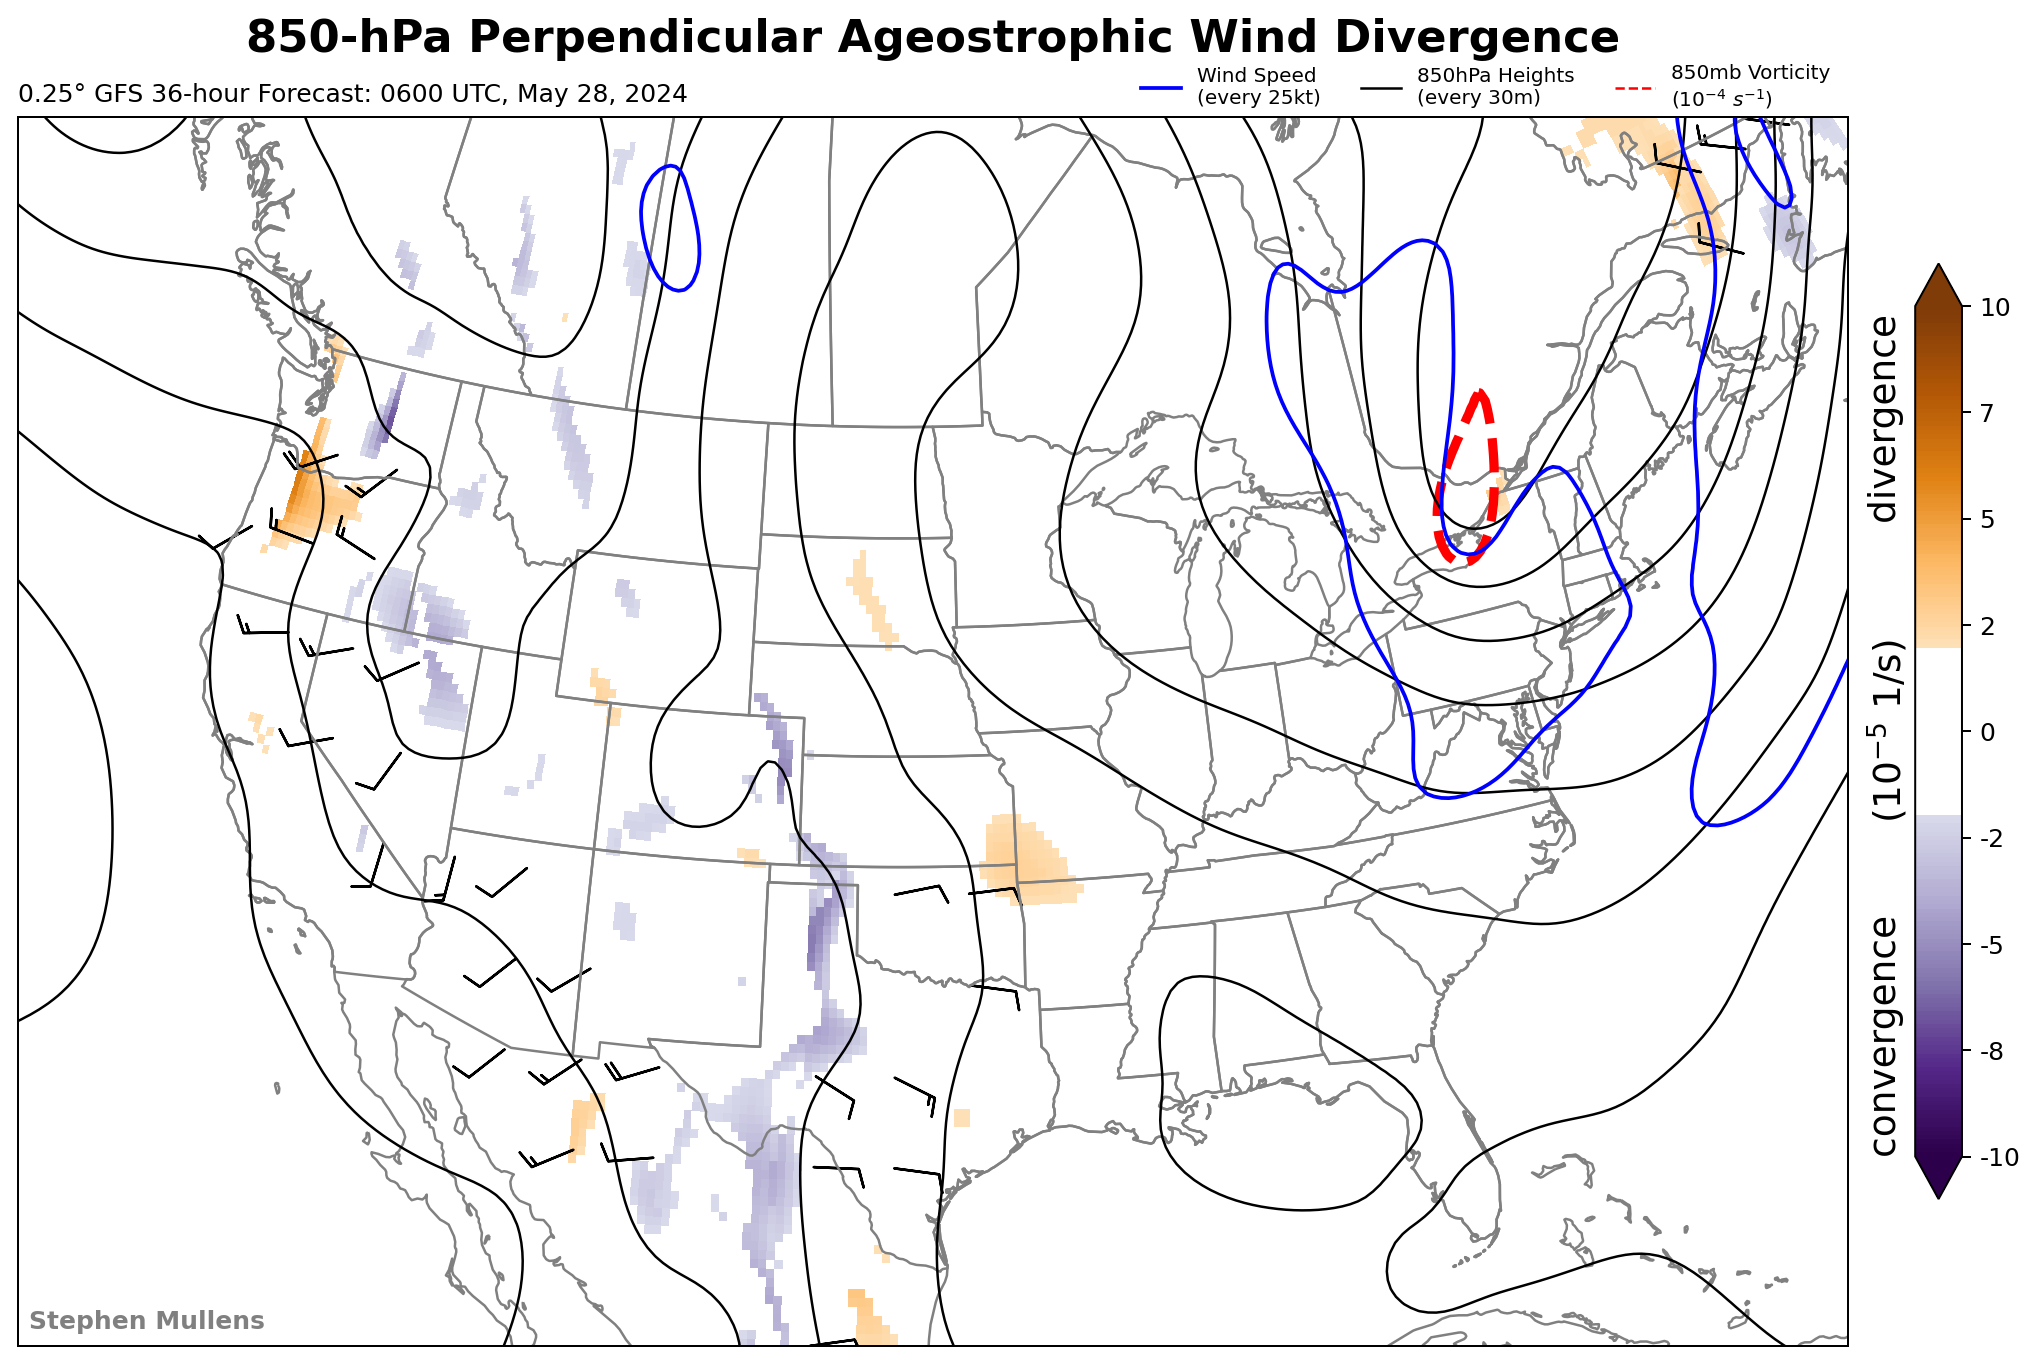 850-hPa Perpendicular Ageostrophic Wind Divergence
0.25° GFS 36-hour Forecast: 0600 UTC, May 28, 2024
Wind Speed
(every 25kt)
850hPa Heights
(every 30m)
850mb Vorticity
(10⁻⁴ s⁻¹)
10
7
5
2
0
-2
-5
-8
-10
convergence (10⁻⁵ 1/s) divergence
Stephen Mullens